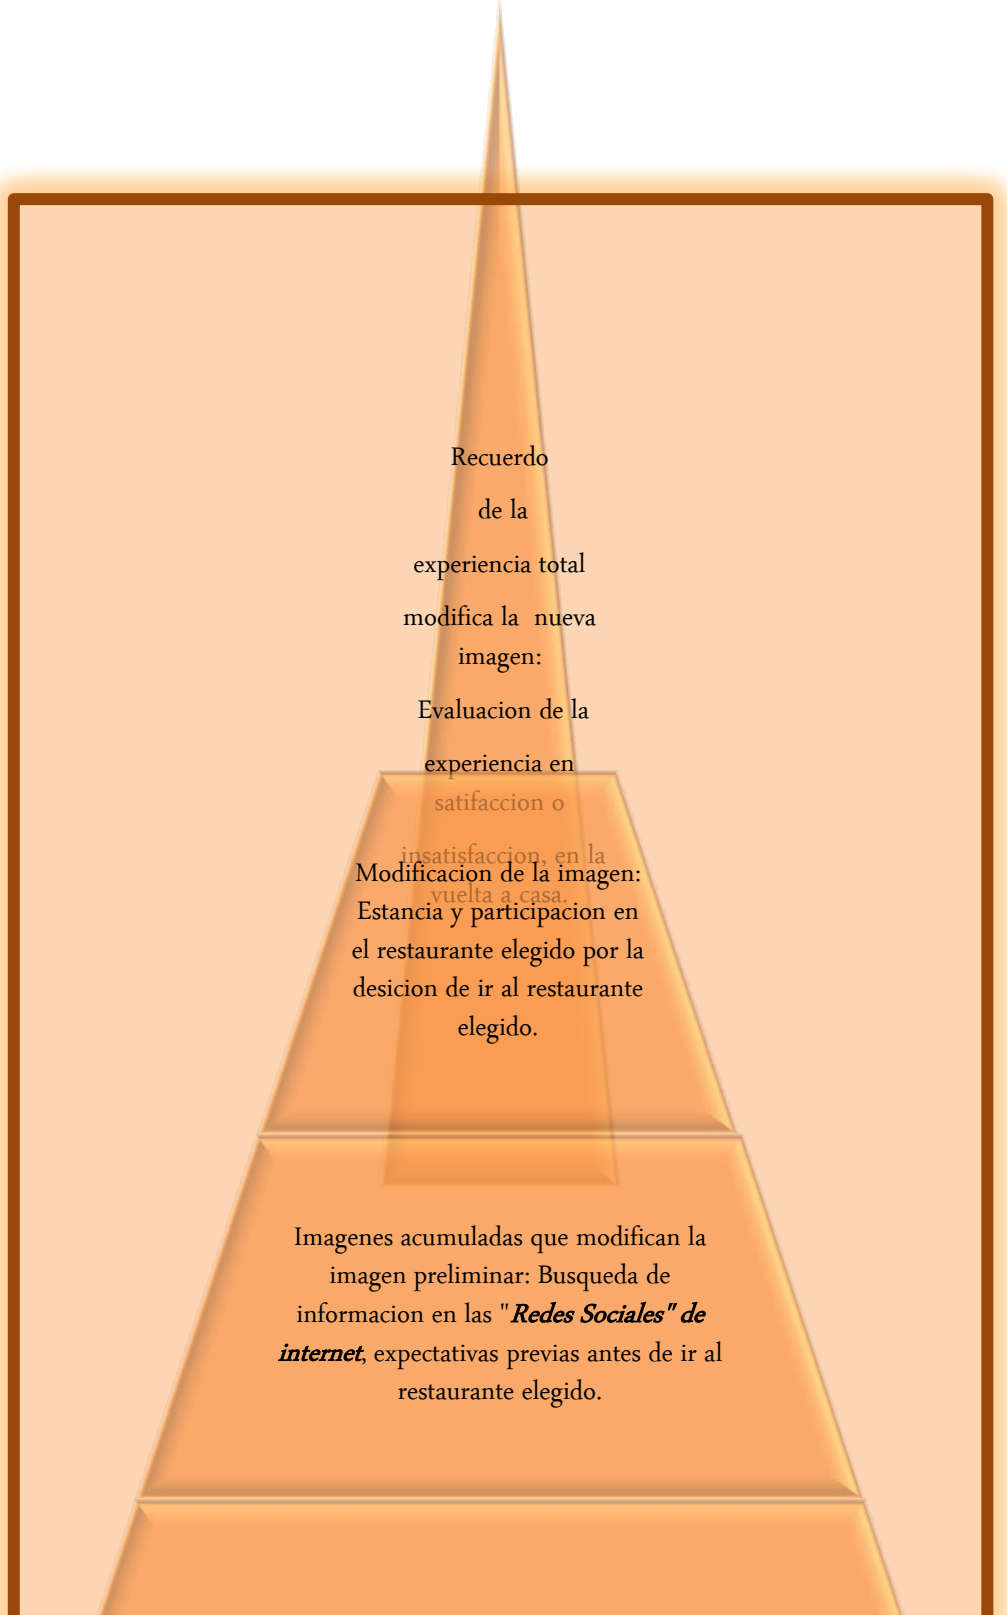 Recuerdo
de la
experiencia total
modifica la  nueva
imagen:
Evaluacion de la
experiencia en
satifaccion o
insatisfaccion, en la
vuelta a casa.
Modificacion de la imagen:
Estancia y participacion en
el restaurante elegido por la
desicion de ir al restaurante
elegido.
Imagenes acumuladas que modifican la
imagen preliminar: Busqueda de
informacion en las "Redes Sociales" de
internet, expectativas previas antes de ir al
restaurante elegido.